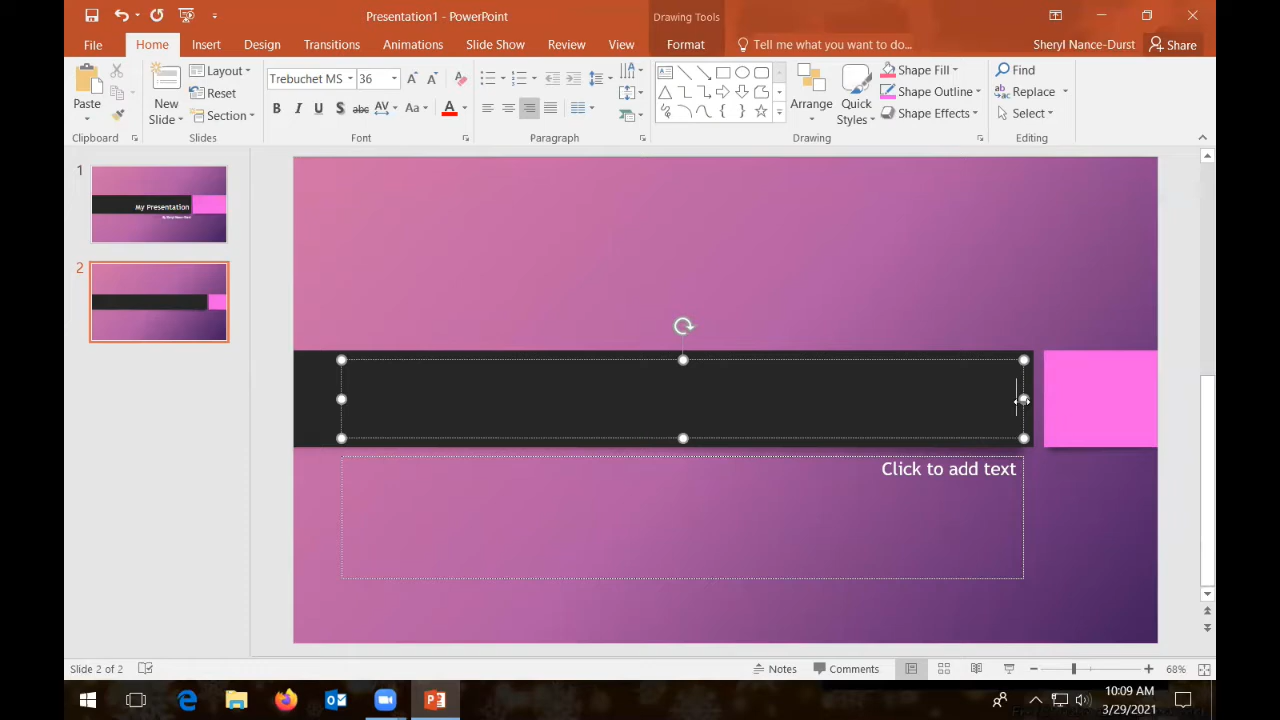 Presentation1 - PowerPoint
Drawing Tools
File Home Insert Design Transitions Animations Slide Show Review View Format Tell me what you want to do... Sheryl Nance-Durst Share
Paste
New Slide
Layout
Reset
Section
Trebuchet MS 36
B I U S abc AV Aa A
Arrange
Quick Styles
Shape Fill
Shape Outline
Shape Effects
Find
Replace
Select
Clipboard Slides Font Paragraph Drawing Editing
1
My Presentation
2
Click to add text
Slide 2 of 2 Notes Comments 68%
10:09 AM
3/29/2021